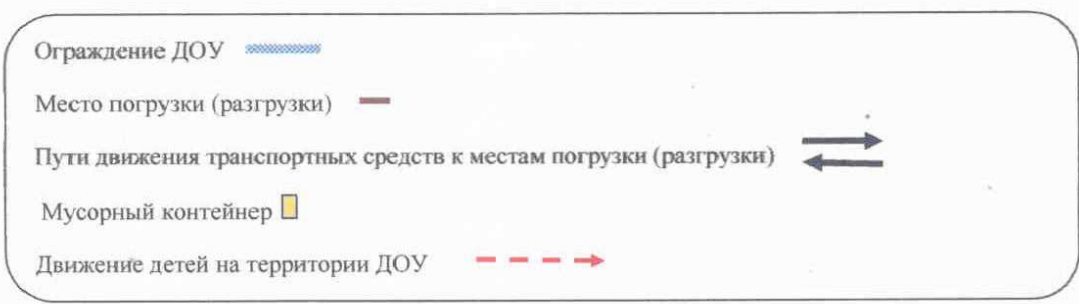 Ограждение ДОУ
Место погрузки (разгрузки)
Пути движения транспортных средств к местам погрузки (разгрузки)
Мусорный контейнер
Движение детей на территории ДОУ